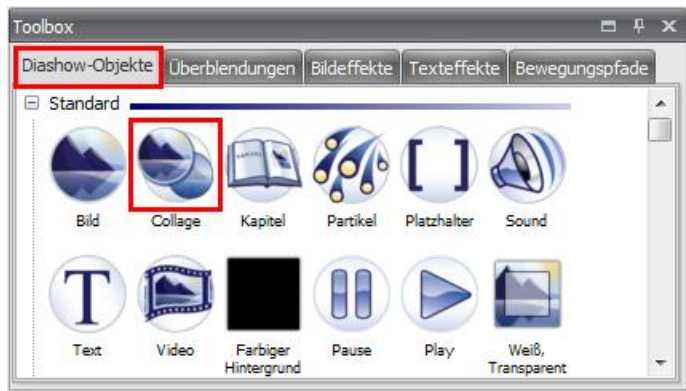 Toolbox
Diashow-Objekte Überblendungen Bildeffekte Texteffekte Bewegungspfade
Standard
Bild Collage Kapitel Partikel Platzhalter Sound
T
Text Video Farbiger Hintergrund Pause Play Weiß, Transparent